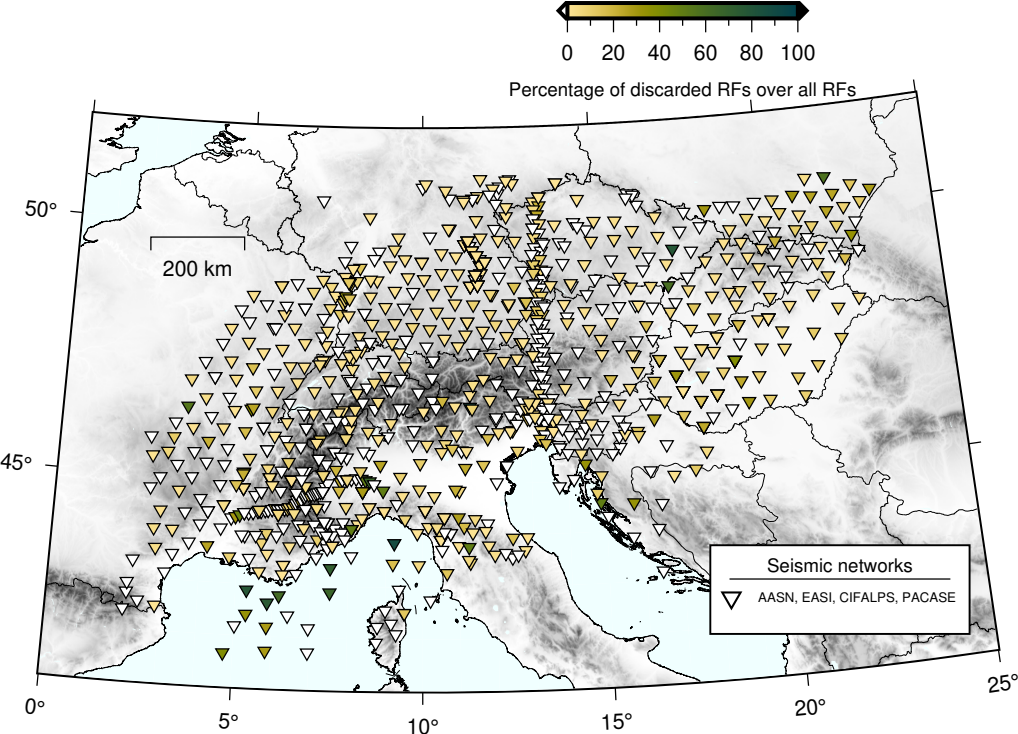 0 20 40 60 80 100
Percentage of discarded RFs over all RFs
50°
200 km
45°
Seismic networks
AASN, EASI, CIFALPS, PACASE
0° 5° 10° 15° 20° 25°